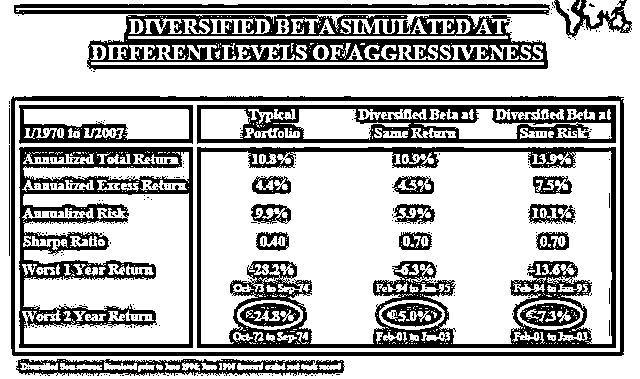 DIVERSIFIED BETA SIMULATED AT
DIFFERENT LEVELS OF AGGRESSIVENESS
1/1970 to 1/2007 Typical Portfolio Diversified Beta at Same Return Diversified Beta at Same Risk
Annualized Total Return 10.8% 10.9% 13.9%
Annualized Excess Return 4.4% 4.5% 7.5%
Annualized Risk 9.9% 5.9% 10.1%
Sharpe Ratio 0.40 0.70 0.70
Worst 1 Year Return -28.2% -6.3% -13.6%
Oct-73 to Sep-74 Feb-94 to Jan-95 Feb-94 to Jan-95
Worst 2 Year Return -24.8% -5.0% -7.3%
Oct-72 to Sep-74 Feb-01 to Jan-03 Feb-01 to Jan-03